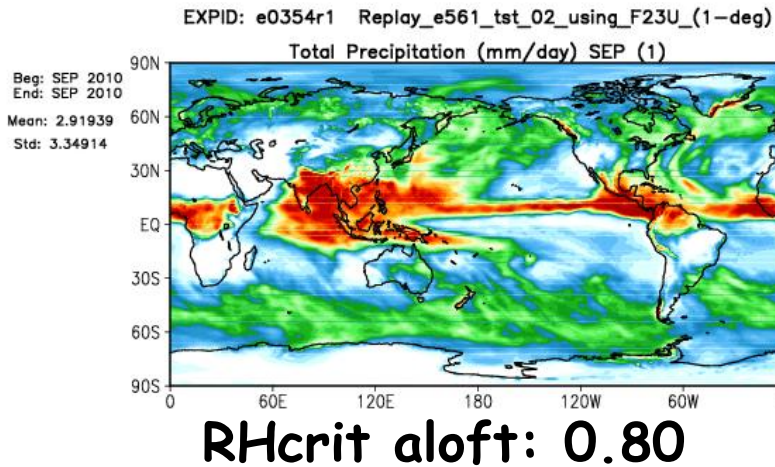 EXPID: e0354r1 Replay_e561_tst_02_using_F23U_(1-deg)
Total Precipitation (mm/day) SEP (1)
Beg: SEP 2010
End: SEP 2010
Mean: 2.91939
Std: 3.34914
90N
60N
30N
EQ
30S
60S
90S
0 60E 120E 180 120W 60W
RHcrit aloft: 0.80